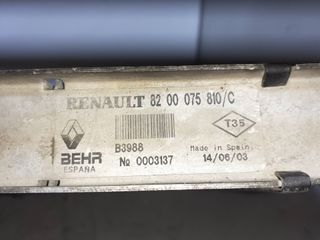 RENAULT 82 00 075 810/C
B3988
T35
BEHR
ESPAÑA
Nº 0003137
Made in Spain
14/06/03